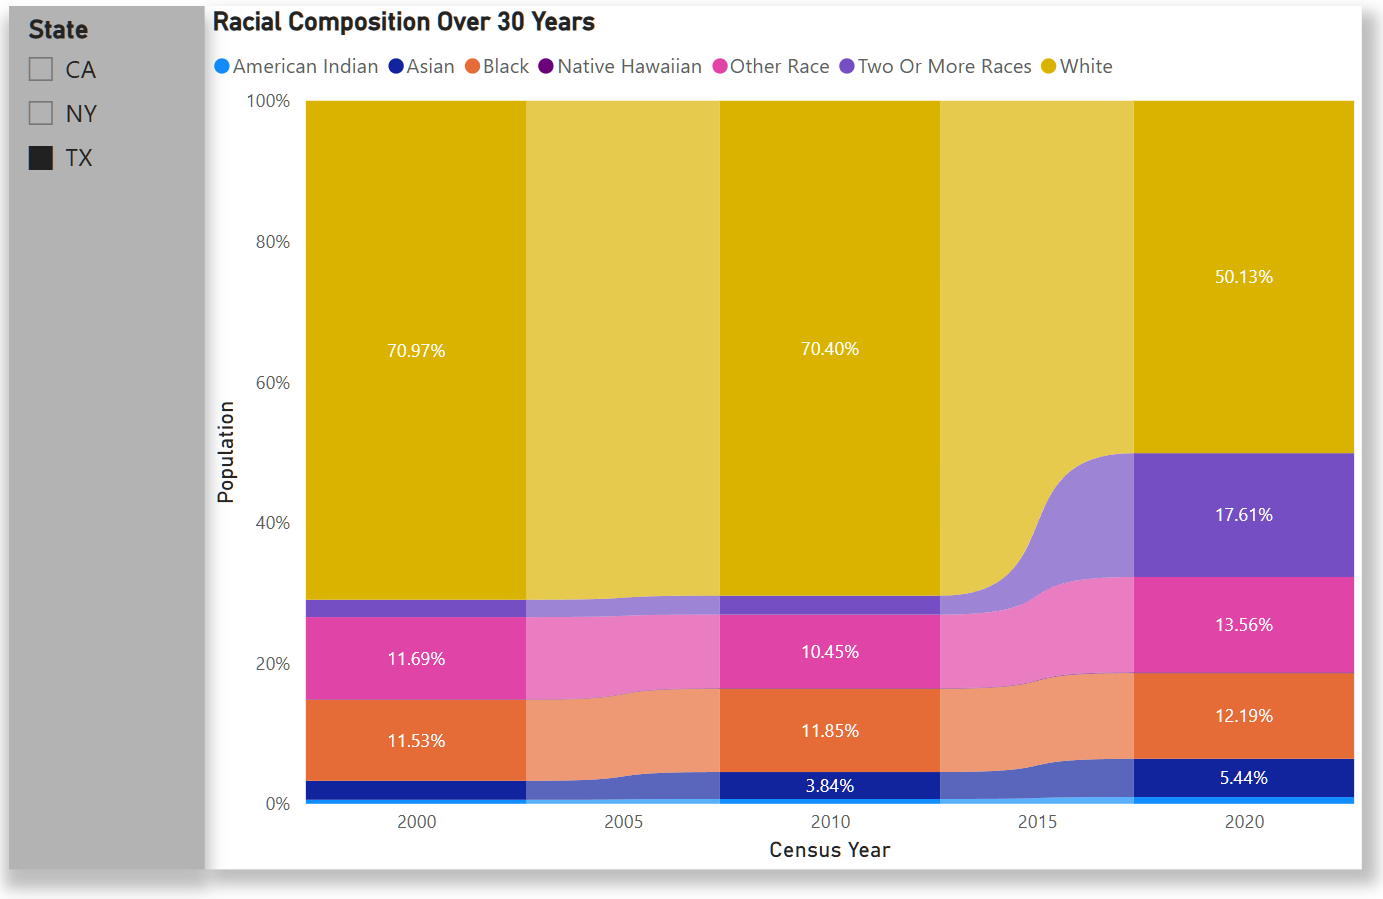 State
CA
NY
TX
Racial Composition Over 30 Years
American Indian Asian Black Native Hawaiian Other Race Two Or More Races White
100%
80%
60%
40%
20%
0%
Population
70.97%
11.69%
11.53%
70.40%
10.45%
11.85%
3.84%
50.13%
17.61%
13.56%
12.19%
5.44%
2000 2005 2010 2015 2020
Census Year